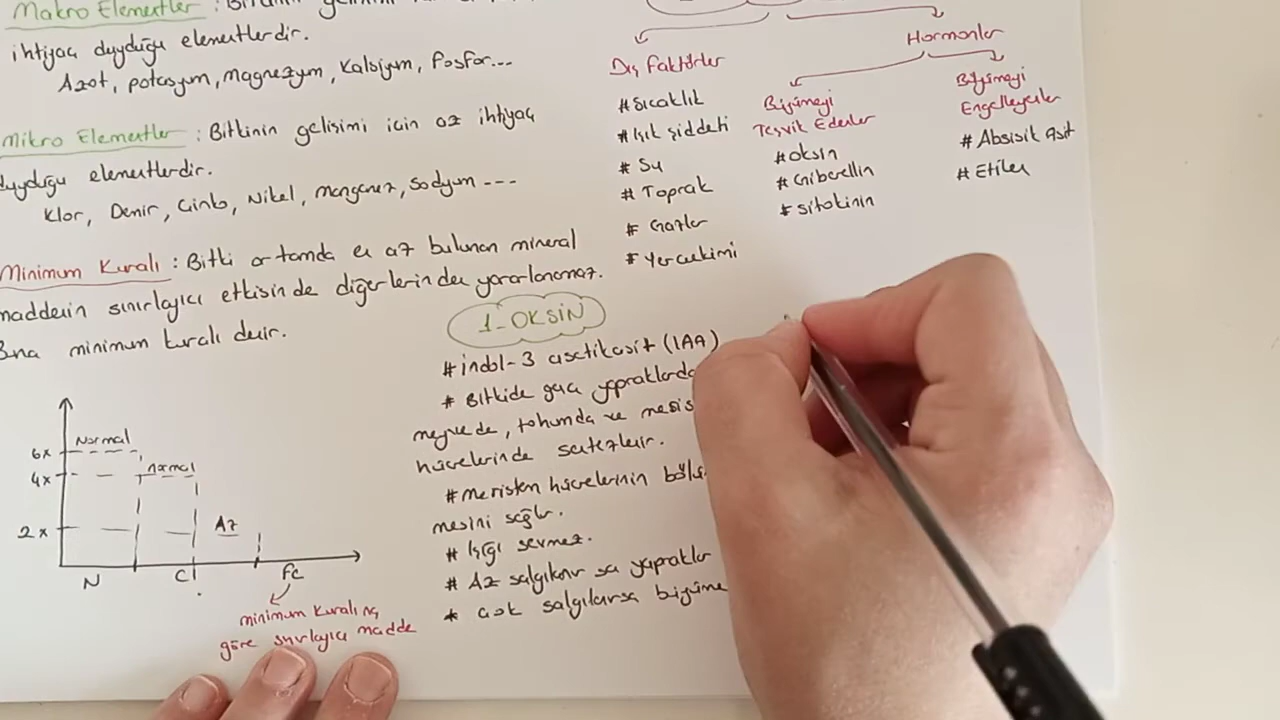 Makro Elementler :
ihtiyaç duyduğu elementlerdir.
Azot, potasyum, magnezyum, Kalsiyum, fosfor...
Mikro Elementler : Bitkinin gelişimi için az ihtiyaç
duyduğu elementlerdir.
Klor, Demir, Çinko, Nikel, mangenez, Sodyum ---
Minimum Kuralı : Bitki ortamda en az bulunan mineral
maddenin sınırlayıcı etkisinde diğerlerinden yararlanamaz.
Buna minimum kuralı denir.
6x
Normal
4x
normal
2x
Az
N
Cl
Fe
minimum kuralına
göre sınırlayıcı madde
Dış Faktörler
#Sıcaklık
#Işık şiddeti
# Su
# Toprak
# Gazlar
# Yerçekimi
Hormonlar
Büyümeyi
Teşvik Edenler
#oksin
#Giberellin
#sitokinin
Büyümeyi
Engelleyenler
# Absisik Asit
# Etilen
1-OKSİN
#indol-3 asetikasit (IAA)
# Bitkide genç yapraklarda
meyvede, tohumda ve meris
hücrelerinde sentezlenir.
#meristem hücrelerinin bölün
mesini sağlar.
# Işığı sevmez.
# Az salgılanır sa yapraklar
# çok salgılanırsa büyüme